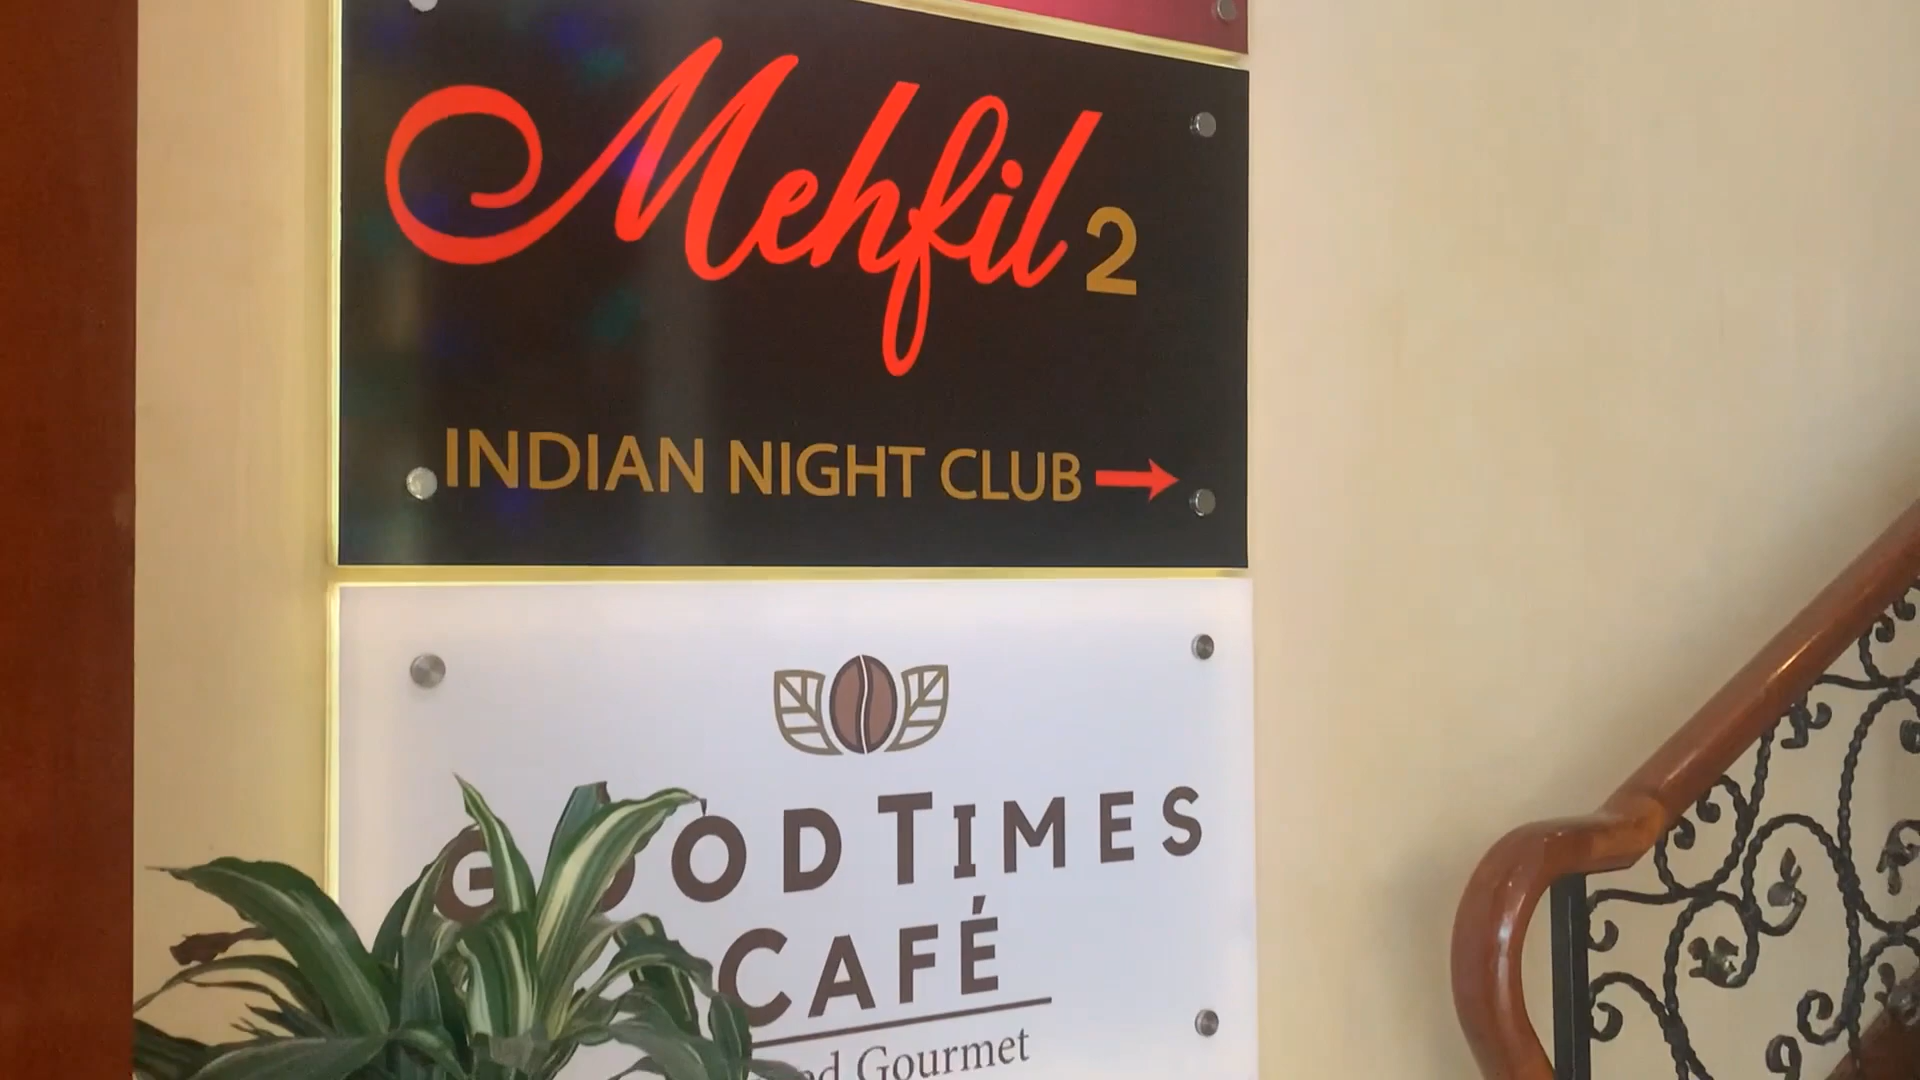 Mehfil 2
INDIAN NIGHT CLUB
GOOD TIMES
CAFÉ
Gourmet